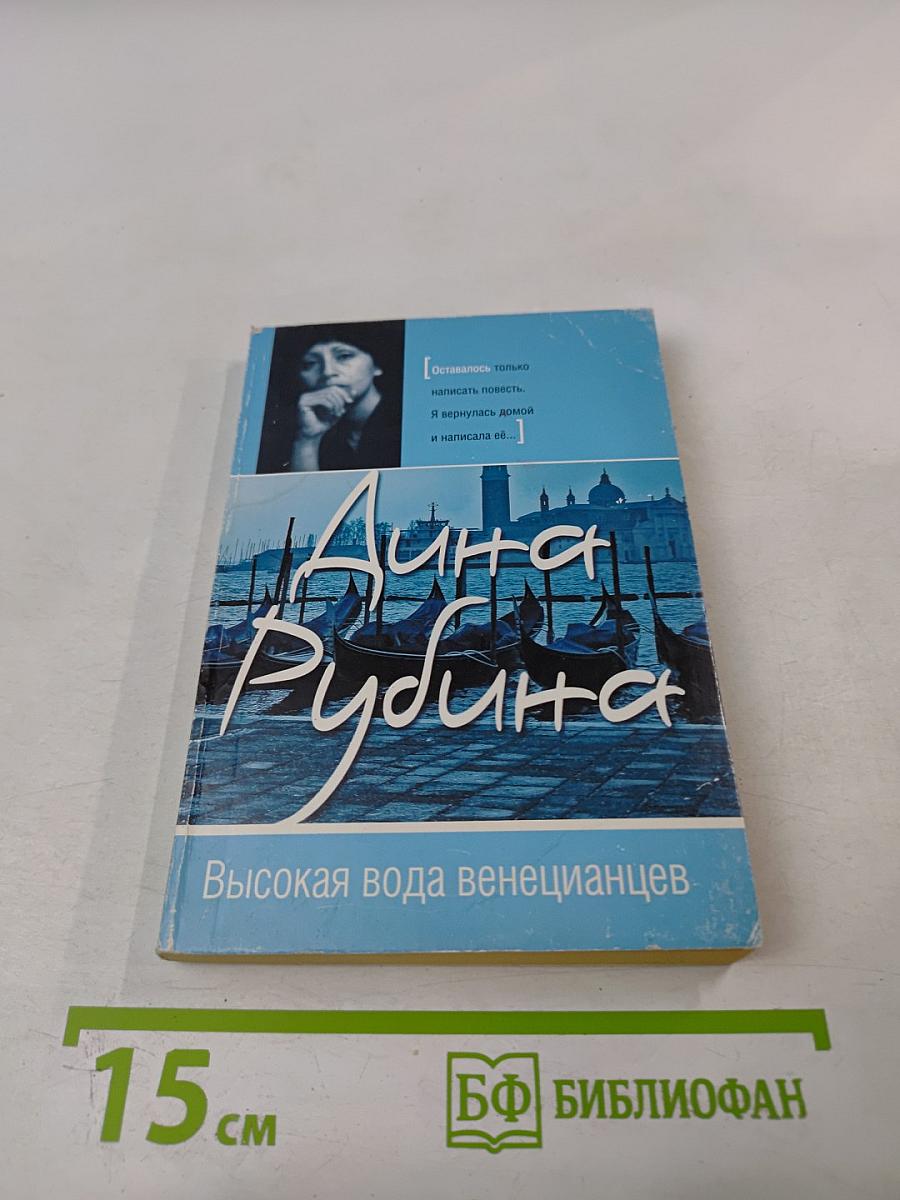 [Оставалось только
написать повесть.
Я вернулась домой
и написала её...]
Дина
Рубина
Высокая вода венецианцев
15 см
БФ БИБЛИОФАН